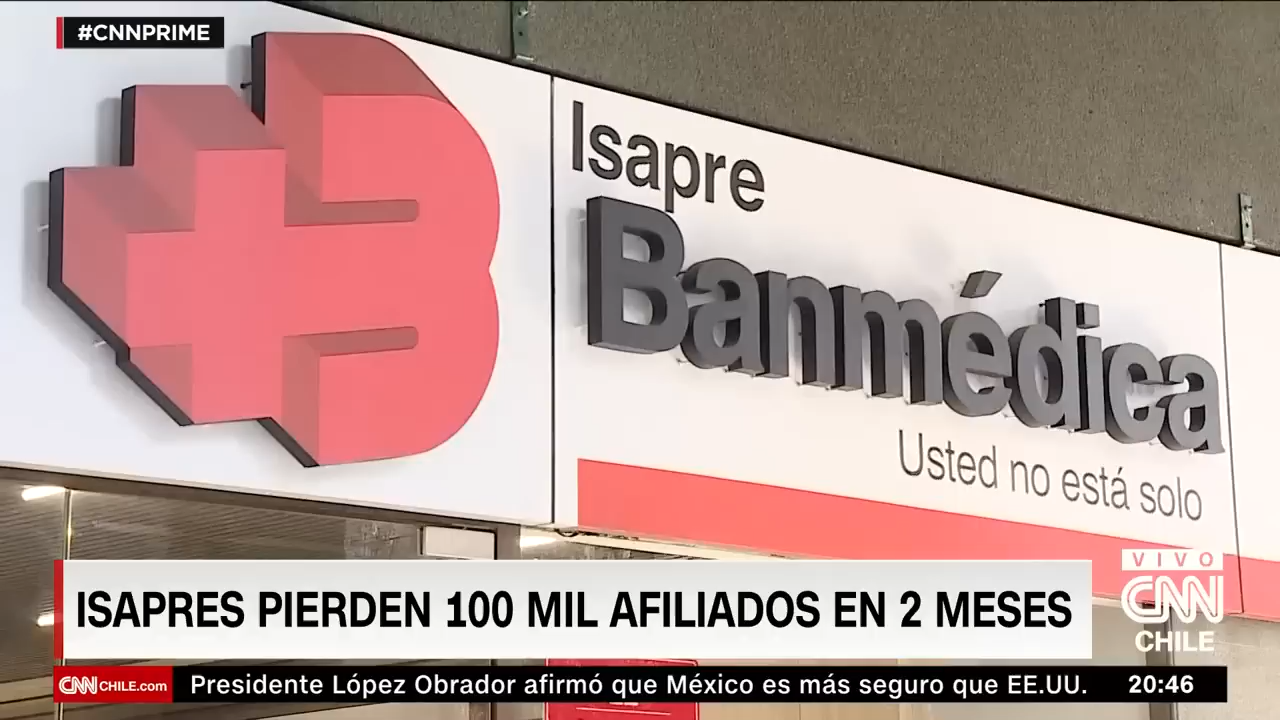 #CNNPRIME
Isapre
Banmédica
Usted no está solo
VIVO
CNN
CHILE
ISAPRES PIERDEN 100 MIL AFILIADOS EN 2 MESES
CNNCHILE.com Presidente López Obrador afirmó que México es más seguro que EE.UU. 20:46